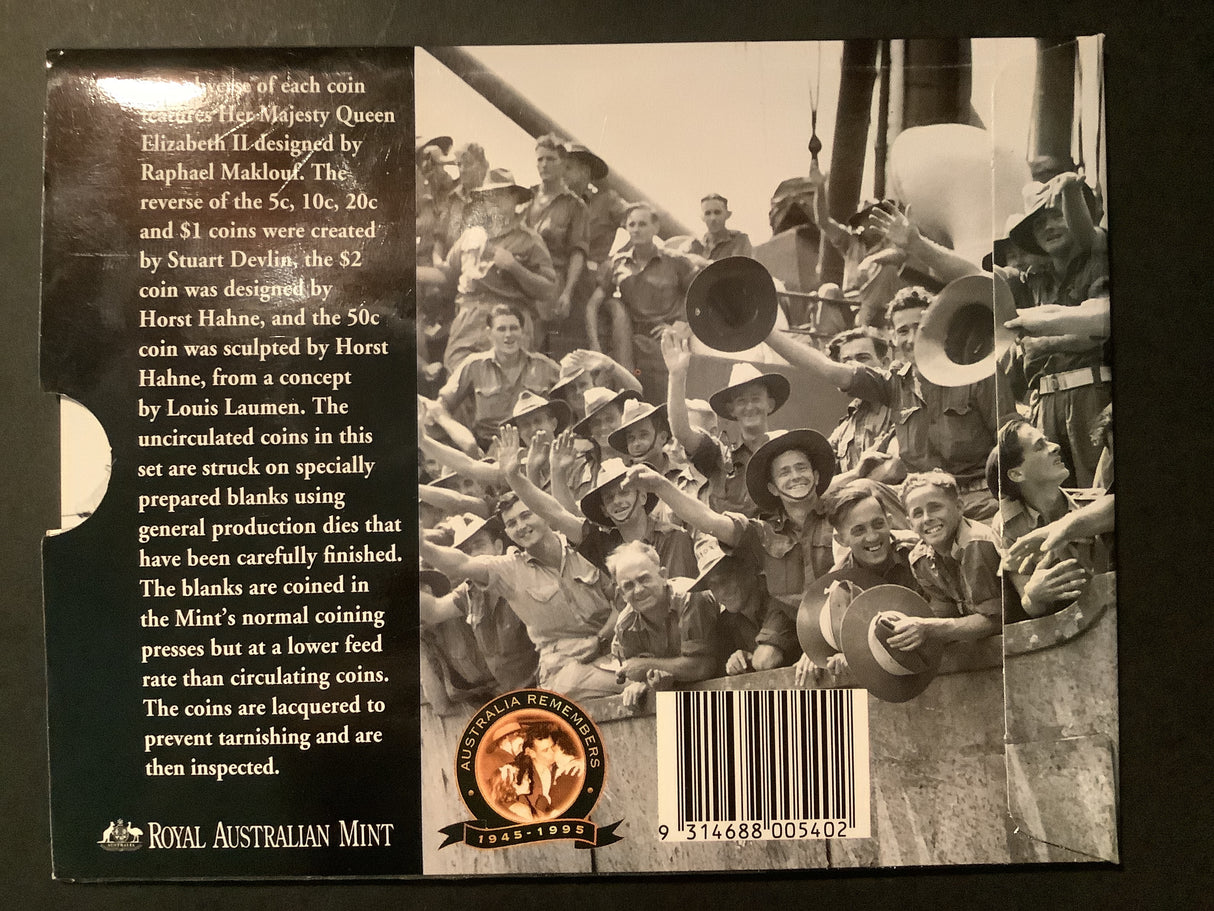 of each coin
features Her Majesty Queen
Elizabeth II designed by
Raphael Maklouf. The
reverse of the 5c, 10c, 20c
and $1 coins were created
by Stuart Devlin, the $2
coin was designed by
Horst Hahne, and the 50c
coin was sculpted by Horst
Hahne, from a concept
by Louis Laumen. The
uncirculated coins in this
set are struck on specially
prepared blanks using
general production dies that
have been carefully finished.
The blanks are coined in
the Mint's normal coining
presses but at a lower feed
rate than circulating coins.
The coins are lacquered to
prevent tarnishing and are
then inspected.
ROYAL AUSTRALIAN MINT
AUSTRALIA REMEMBERS
1945-1995
9 314688 005402